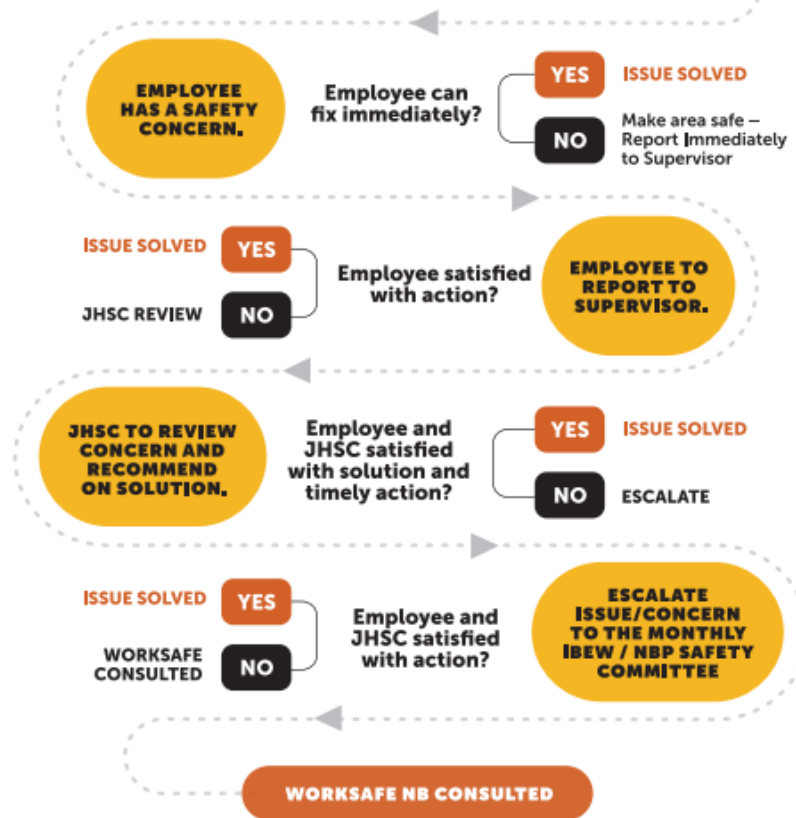 EMPLOYEE
HAS A SAFETY
CONCERN.
Employee can
fix immediately?
YES
ISSUE SOLVED
NO
Make area safe –
Report Immediately
to Supervisor
ISSUE SOLVED
YES
JHSC REVIEW
NO
Employee satisfied
with action?
EMPLOYEE TO
REPORT TO
SUPERVISOR.
JHSC TO REVIEW
CONCERN AND
RECOMMEND
ON SOLUTION.
Employee and
JHSC satisfied
with solution and
timely action?
YES
ISSUE SOLVED
NO
ESCALATE
ISSUE SOLVED
YES
WORKSAFE
CONSULTED
NO
Employee and
JHSC satisfied
with action?
ESCALATE
ISSUE/CONCERN
TO THE MONTHLY
IBEW / NBP SAFETY
COMMITTEE
WORKSAFE NB CONSULTED